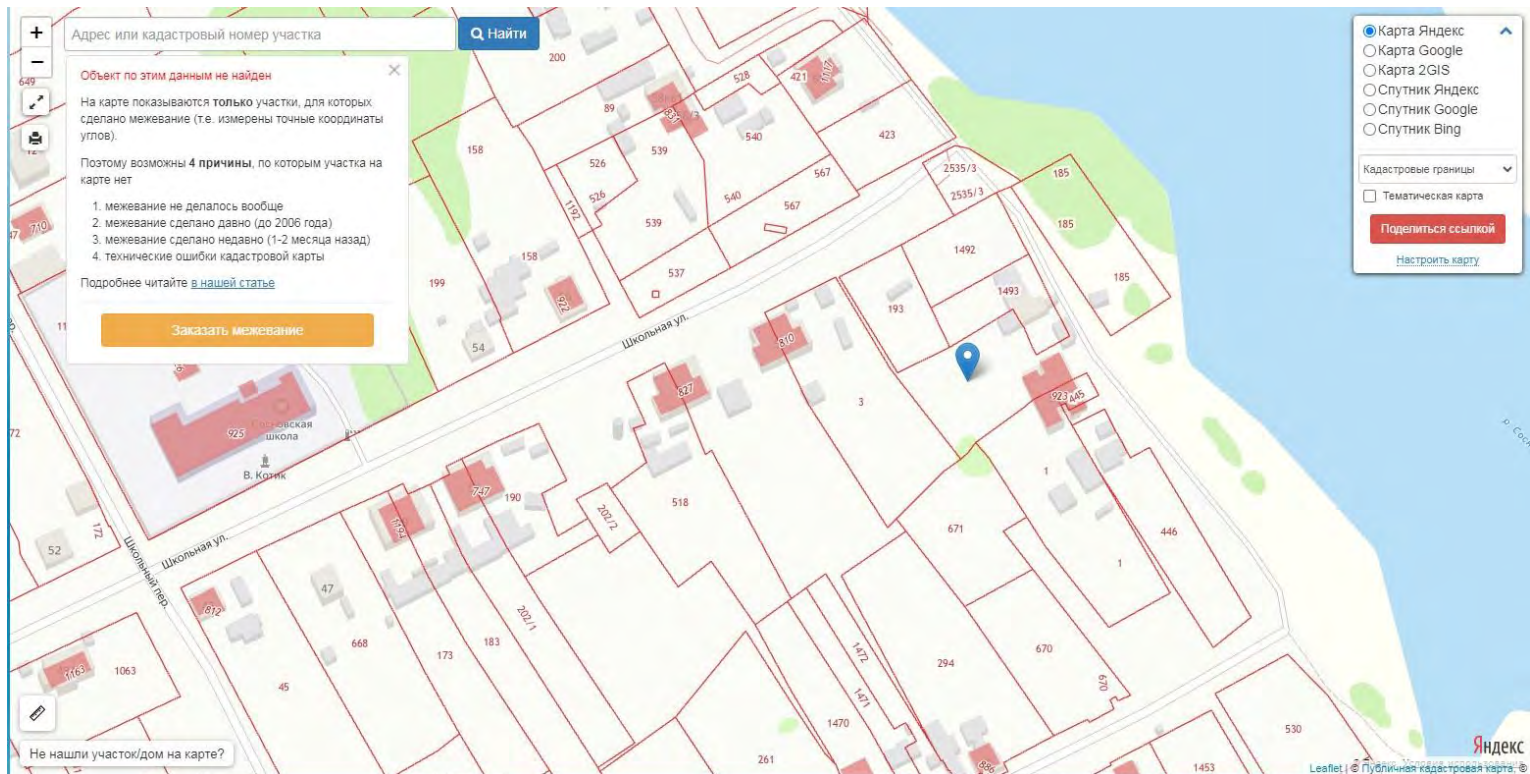 +
Адрес или кадастровый номер участка
Найти
−
Объект по этим данным не найден
×
На карте показываются только участки, для которых
сделано межевание (т.е. измерены точные координаты
углов).
Поэтому возможны 4 причины, по которым участка на
карте нет
1. межевание не делалось вообще
2. межевание сделано давно (до 2006 года)
3. межевание сделано недавно (1-2 месяца назад)
4. технические ошибки кадастровой карты
Подробнее читайте в нашей статье
Заказать межевание
Карта Яндекс
Карта Google
Карта 2GIS
Спутник Яндекс
Спутник Google
Спутник Bing
Кадастровые границы
Тематическая карта
Поделиться ссылкой
Настроить карту
649
200
528
421
1117
89
831
540
423
158
539
526
567
2535/3
185
526
540
2535/3
1192
567
539
185
710
158
1492
537
185
199
1493
922
193
11
Школьная ул.
54
810
827
923
445
3
72
925
Сосновская
школа
В. Котик
747
190
1
518
202/2
671
446
1194
172
52
Школьная ул.
1
Школьный пер.
47
812
202/1
668
183
173
1472
670
294
1163
1063
670
45
1471
1470
530
261
886
1453
Не нашли участок/дом на карте?
Яндекс
Leaflet | © Публичная кадастровая карта, ©